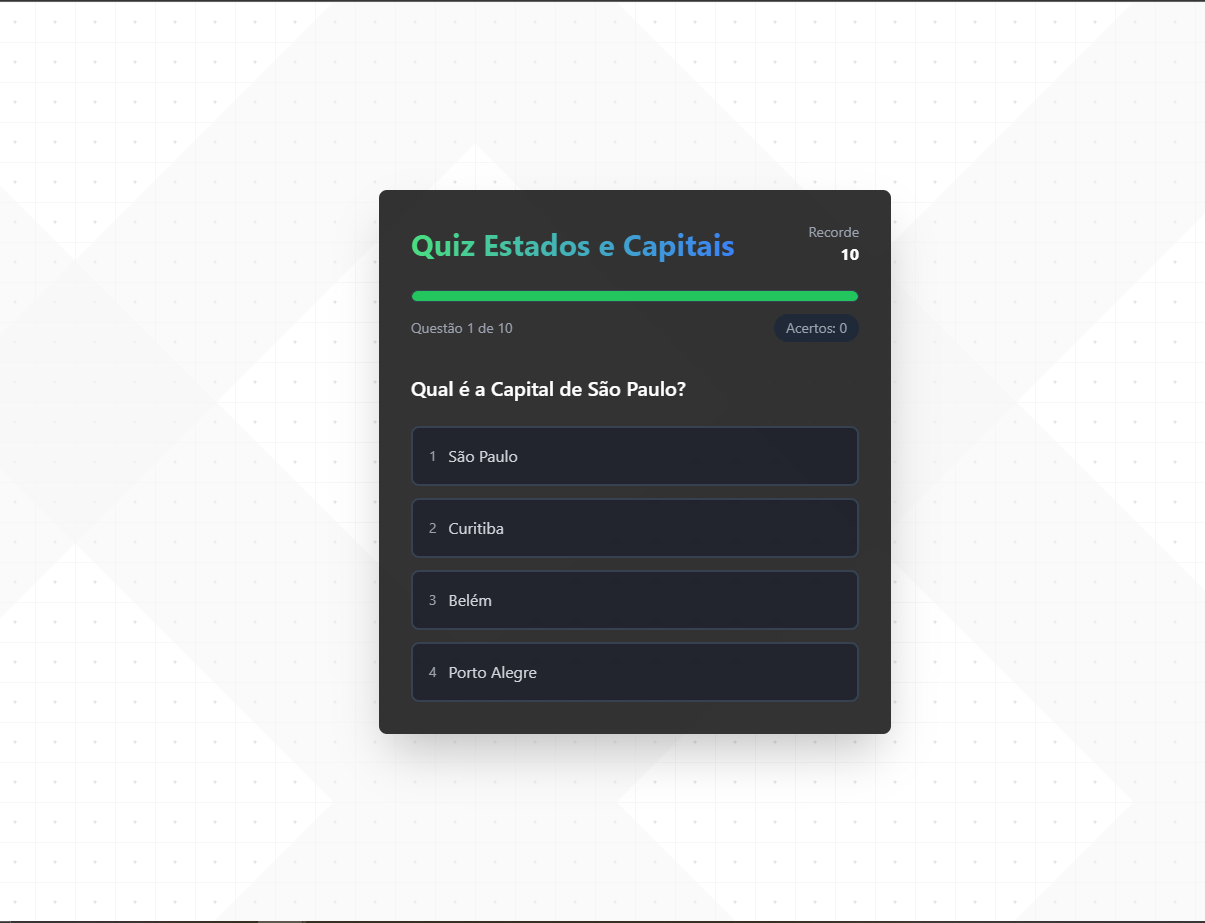 Quiz Estados e Capitais
Recorde
10
Questão 1 de 10
Acertos: 0
Qual é a Capital de São Paulo?
1 São Paulo
2 Curitiba
3 Belém
4 Porto Alegre